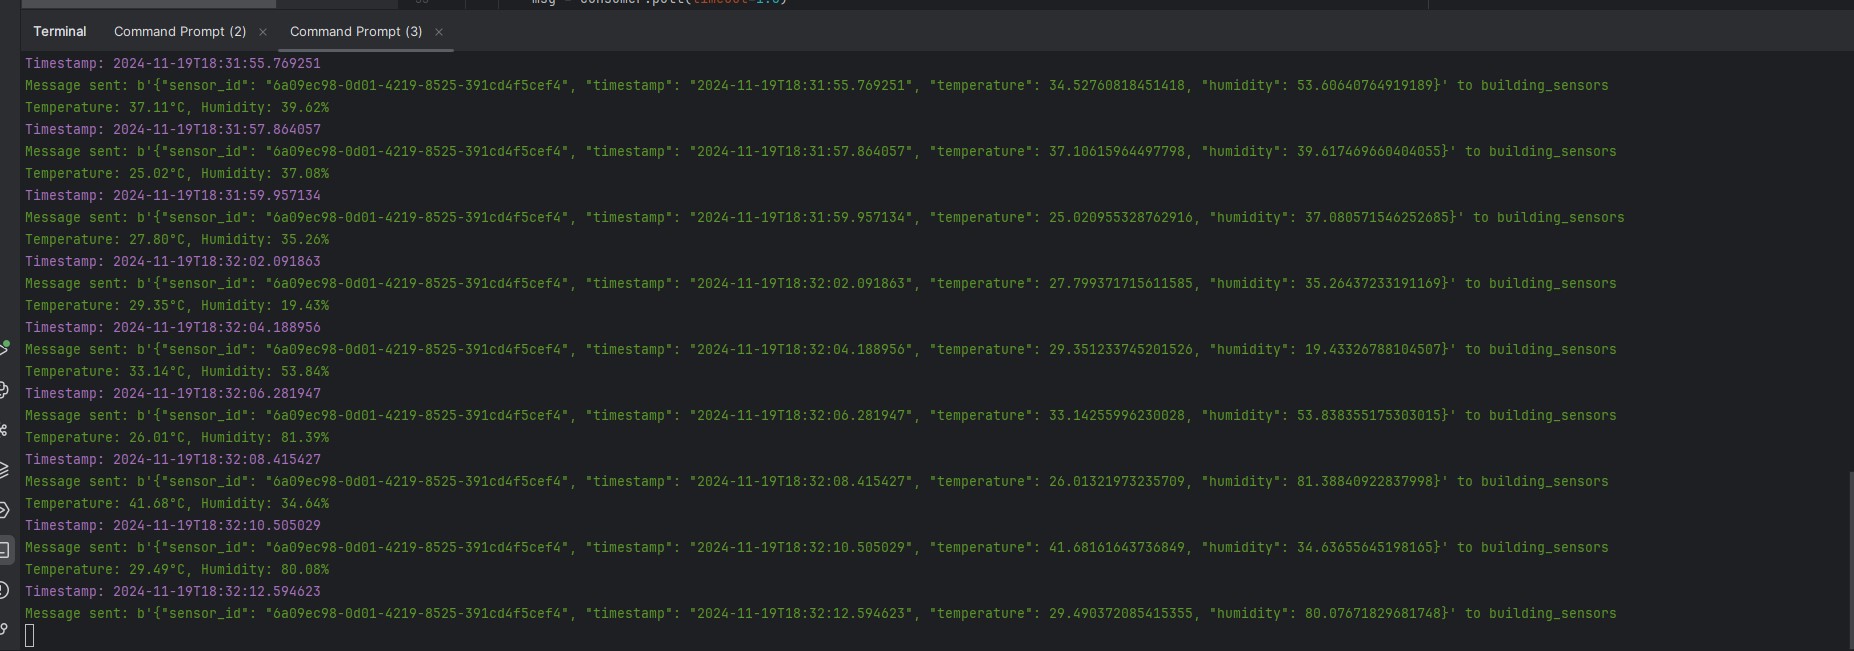 msg = consumer.poll(timeout=1.0)
Terminal Command Prompt (2) × Command Prompt (3) ×
Timestamp: 2024-11-19T18:31:55.769251
Message sent: b'{"sensor_id": "6a09ec98-0d01-4219-8525-391cd4f5cef4", "timestamp": "2024-11-19T18:31:55.769251", "temperature": 34.52760818451418, "humidity": 53.60640764919189}' to building_sensors
Temperature: 37.11°C, Humidity: 39.62%
Timestamp: 2024-11-19T18:31:57.864057
Message sent: b'{"sensor_id": "6a09ec98-0d01-4219-8525-391cd4f5cef4", "timestamp": "2024-11-19T18:31:57.864057", "temperature": 37.10615964497798, "humidity": 39.617469660404055}' to building_sensors
Temperature: 25.02°C, Humidity: 37.08%
Timestamp: 2024-11-19T18:31:59.957134
Message sent: b'{"sensor_id": "6a09ec98-0d01-4219-8525-391cd4f5cef4", "timestamp": "2024-11-19T18:31:59.957134", "temperature": 25.020955328762916, "humidity": 37.080571546252685}' to building_sensors
Temperature: 27.80°C, Humidity: 35.26%
Timestamp: 2024-11-19T18:32:02.091863
Message sent: b'{"sensor_id": "6a09ec98-0d01-4219-8525-391cd4f5cef4", "timestamp": "2024-11-19T18:32:02.091863", "temperature": 27.799371715611585, "humidity": 35.26437233191169}' to building_sensors
Temperature: 29.35°C, Humidity: 19.43%
Timestamp: 2024-11-19T18:32:04.188956
Message sent: b'{"sensor_id": "6a09ec98-0d01-4219-8525-391cd4f5cef4", "timestamp": "2024-11-19T18:32:04.188956", "temperature": 29.351233745201526, "humidity": 19.43326788104507}' to building_sensors
Temperature: 33.14°C, Humidity: 53.84%
Timestamp: 2024-11-19T18:32:06.281947
Message sent: b'{"sensor_id": "6a09ec98-0d01-4219-8525-391cd4f5cef4", "timestamp": "2024-11-19T18:32:06.281947", "temperature": 33.14255996230028, "humidity": 53.838355175303015}' to building_sensors
Temperature: 26.01°C, Humidity: 81.39%
Timestamp: 2024-11-19T18:32:08.415427
Message sent: b'{"sensor_id": "6a09ec98-0d01-4219-8525-391cd4f5cef4", "timestamp": "2024-11-19T18:32:08.415427", "temperature": 26.01321973235709, "humidity": 81.38840922837998}' to building_sensors
Temperature: 41.68°C, Humidity: 34.64%
Timestamp: 2024-11-19T18:32:10.505029
Message sent: b'{"sensor_id": "6a09ec98-0d01-4219-8525-391cd4f5cef4", "timestamp": "2024-11-19T18:32:10.505029", "temperature": 41.68161643736849, "humidity": 34.63655645198165}' to building_sensors
Temperature: 29.49°C, Humidity: 80.08%
Timestamp: 2024-11-19T18:32:12.594623
Message sent: b'{"sensor_id": "6a09ec98-0d01-4219-8525-391cd4f5cef4", "timestamp": "2024-11-19T18:32:12.594623", "temperature": 29.490372085415355, "humidity": 80.07671829681748}' to building_sensors